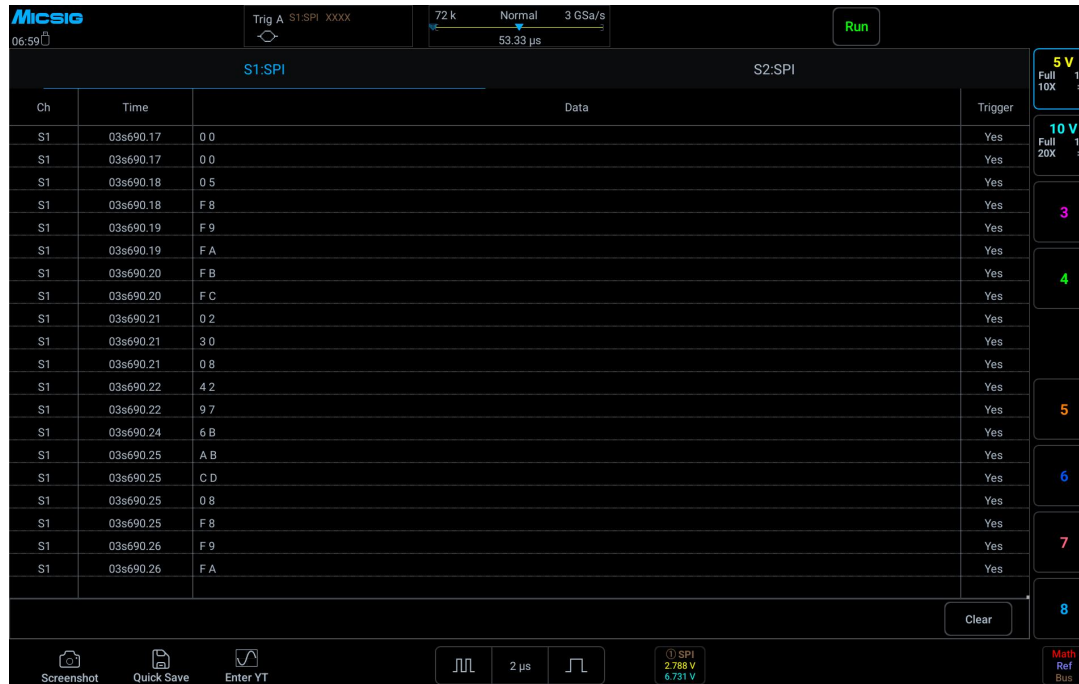 Micsig
06:59
Trig A S1:SPI XXXX
72 k Normal 3 GSa/s
53.33 µs
Run
S1:SPI S2:SPI
Ch Time Data Trigger
S1 03s690.17 0 0 Yes
S1 03s690.17 0 0 Yes
S1 03s690.18 0 5 Yes
S1 03s690.18 F 8 Yes
S1 03s690.19 F 9 Yes
S1 03s690.19 F A Yes
S1 03s690.20 F B Yes
S1 03s690.20 F C Yes
S1 03s690.21 0 2 Yes
S1 03s690.21 3 0 Yes
S1 03s690.21 0 8 Yes
S1 03s690.22 4 2 Yes
S1 03s690.22 9 7 Yes
S1 03s690.24 6 B Yes
S1 03s690.25 A B Yes
S1 03s690.25 C D Yes
S1 03s690.25 0 8 Yes
S1 03s690.25 F 8 Yes
S1 03s690.26 F 9 Yes
S1 03s690.26 F A Yes
Clear
5 V
Full 1
10X
10 V
Full 1
20X
3
4
5
6
7
8
Screenshot Quick Save Enter YT
2 µs
① SPI
2.788 V
6.731 V
Math
Ref
Bus